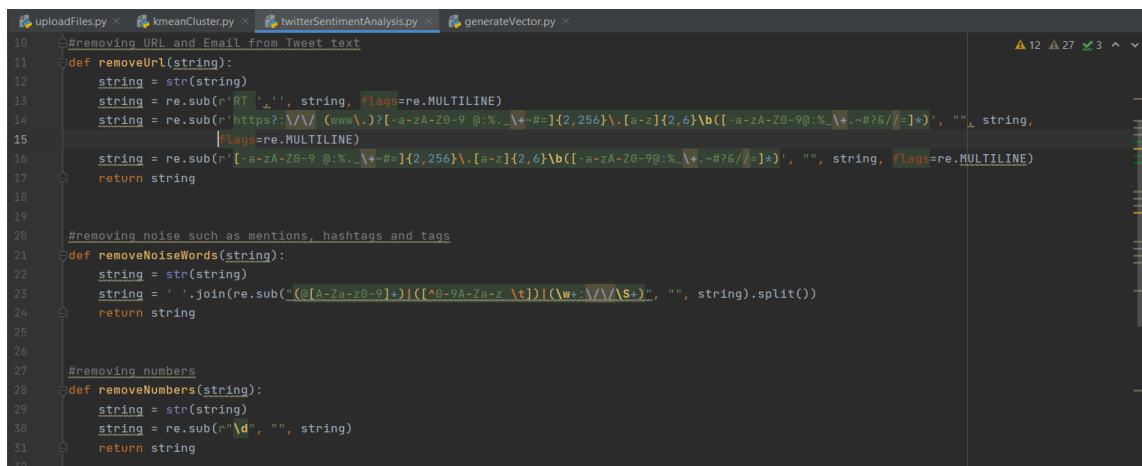 uploadFiles.py × kmeanCluster.py × twitterSentimentAnalysis.py × generateVector.py ×
12 27 3
10 #removing URL and Email from Tweet text
11 def removeUrl(string):
12 string = str(string)
13 string = re.sub(r'RT ','', string, flags=re.MULTILINE)
14 string = re.sub(r'https?:\/\/ (www\.)?[-a-zA-Z0-9 @:%._\+~#=]{2,256}\.[a-z]{2,6}\b([-a-zA-Z0-9@:%_\+.~#?&//=]*)', "", string,
15 flags=re.MULTILINE)
16 string = re.sub(r'[-a-zA-Z0-9 @:%._\+~#=]{2,256}\.[a-z]{2,6}\b([-a-zA-Z0-9@:%_\+.~#?&//=]*)', "", string, flags=re.MULTILINE)
17 return string
18
19
20 #removing noise such as mentions, hashtags and tags
21 def removeNoiseWords(string):
22 string = str(string)
23 string = ' '.join(re.sub("(@[A-Za-z0-9]+)|([^0-9A-Za-z \t])|(\w+:\/\/\S+)", "", string).split())
24 return string
25
26
27 #removing numbers
28 def removeNumbers(string):
29 string = str(string)
30 string = re.sub(r"\d", "", string)
31 return string